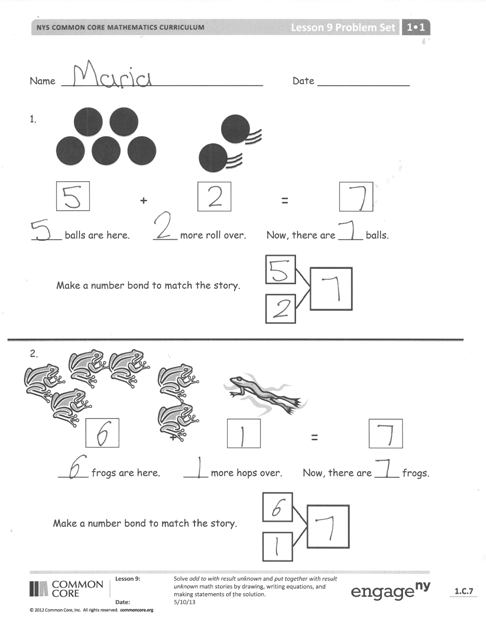 NYS COMMON CORE MATHEMATICS CURRICULUM Lesson 9 Problem Set 1•1
Name Maria Date
1.
5 + 2 = 7
5 balls are here. 2 more roll over. Now, there are 7 balls.
5
Make a number bond to match the story. 7
2
2.
6 + 1 = 7
6 frogs are here. 1 more hops over. Now, there are 7 frogs.
6
Make a number bond to match the story. 7
1
COMMON CORE
Lesson 9:
Date:
Solve add to with result unknown and put together with result
unknown math stories by drawing, writing equations, and
making statements of the solution.
5/10/13
engageny
1.C.7
© 2012 Common Core, Inc. All rights reserved. commoncore.org